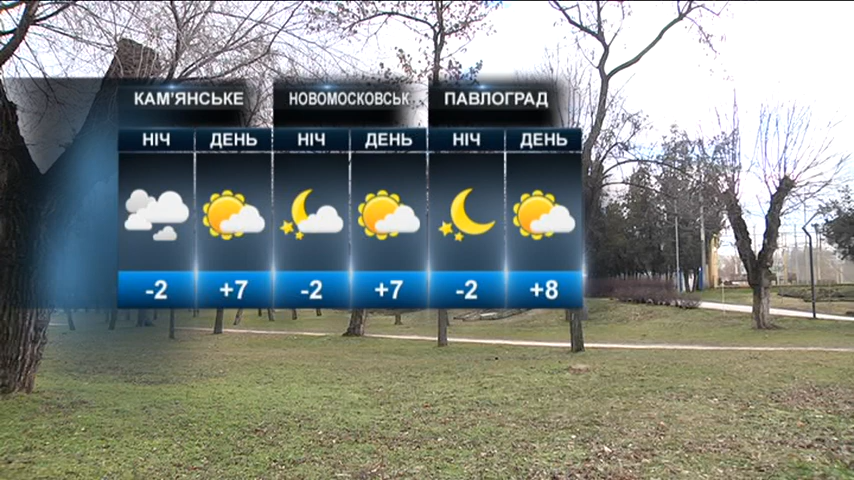 КАМ'ЯНСЬКЕ НОВОМОСКОВСЬК ПАВЛОГРАД
НІЧ ДЕНЬ НІЧ ДЕНЬ НІЧ ДЕНЬ
-2 +7 -2 +7 -2 +8